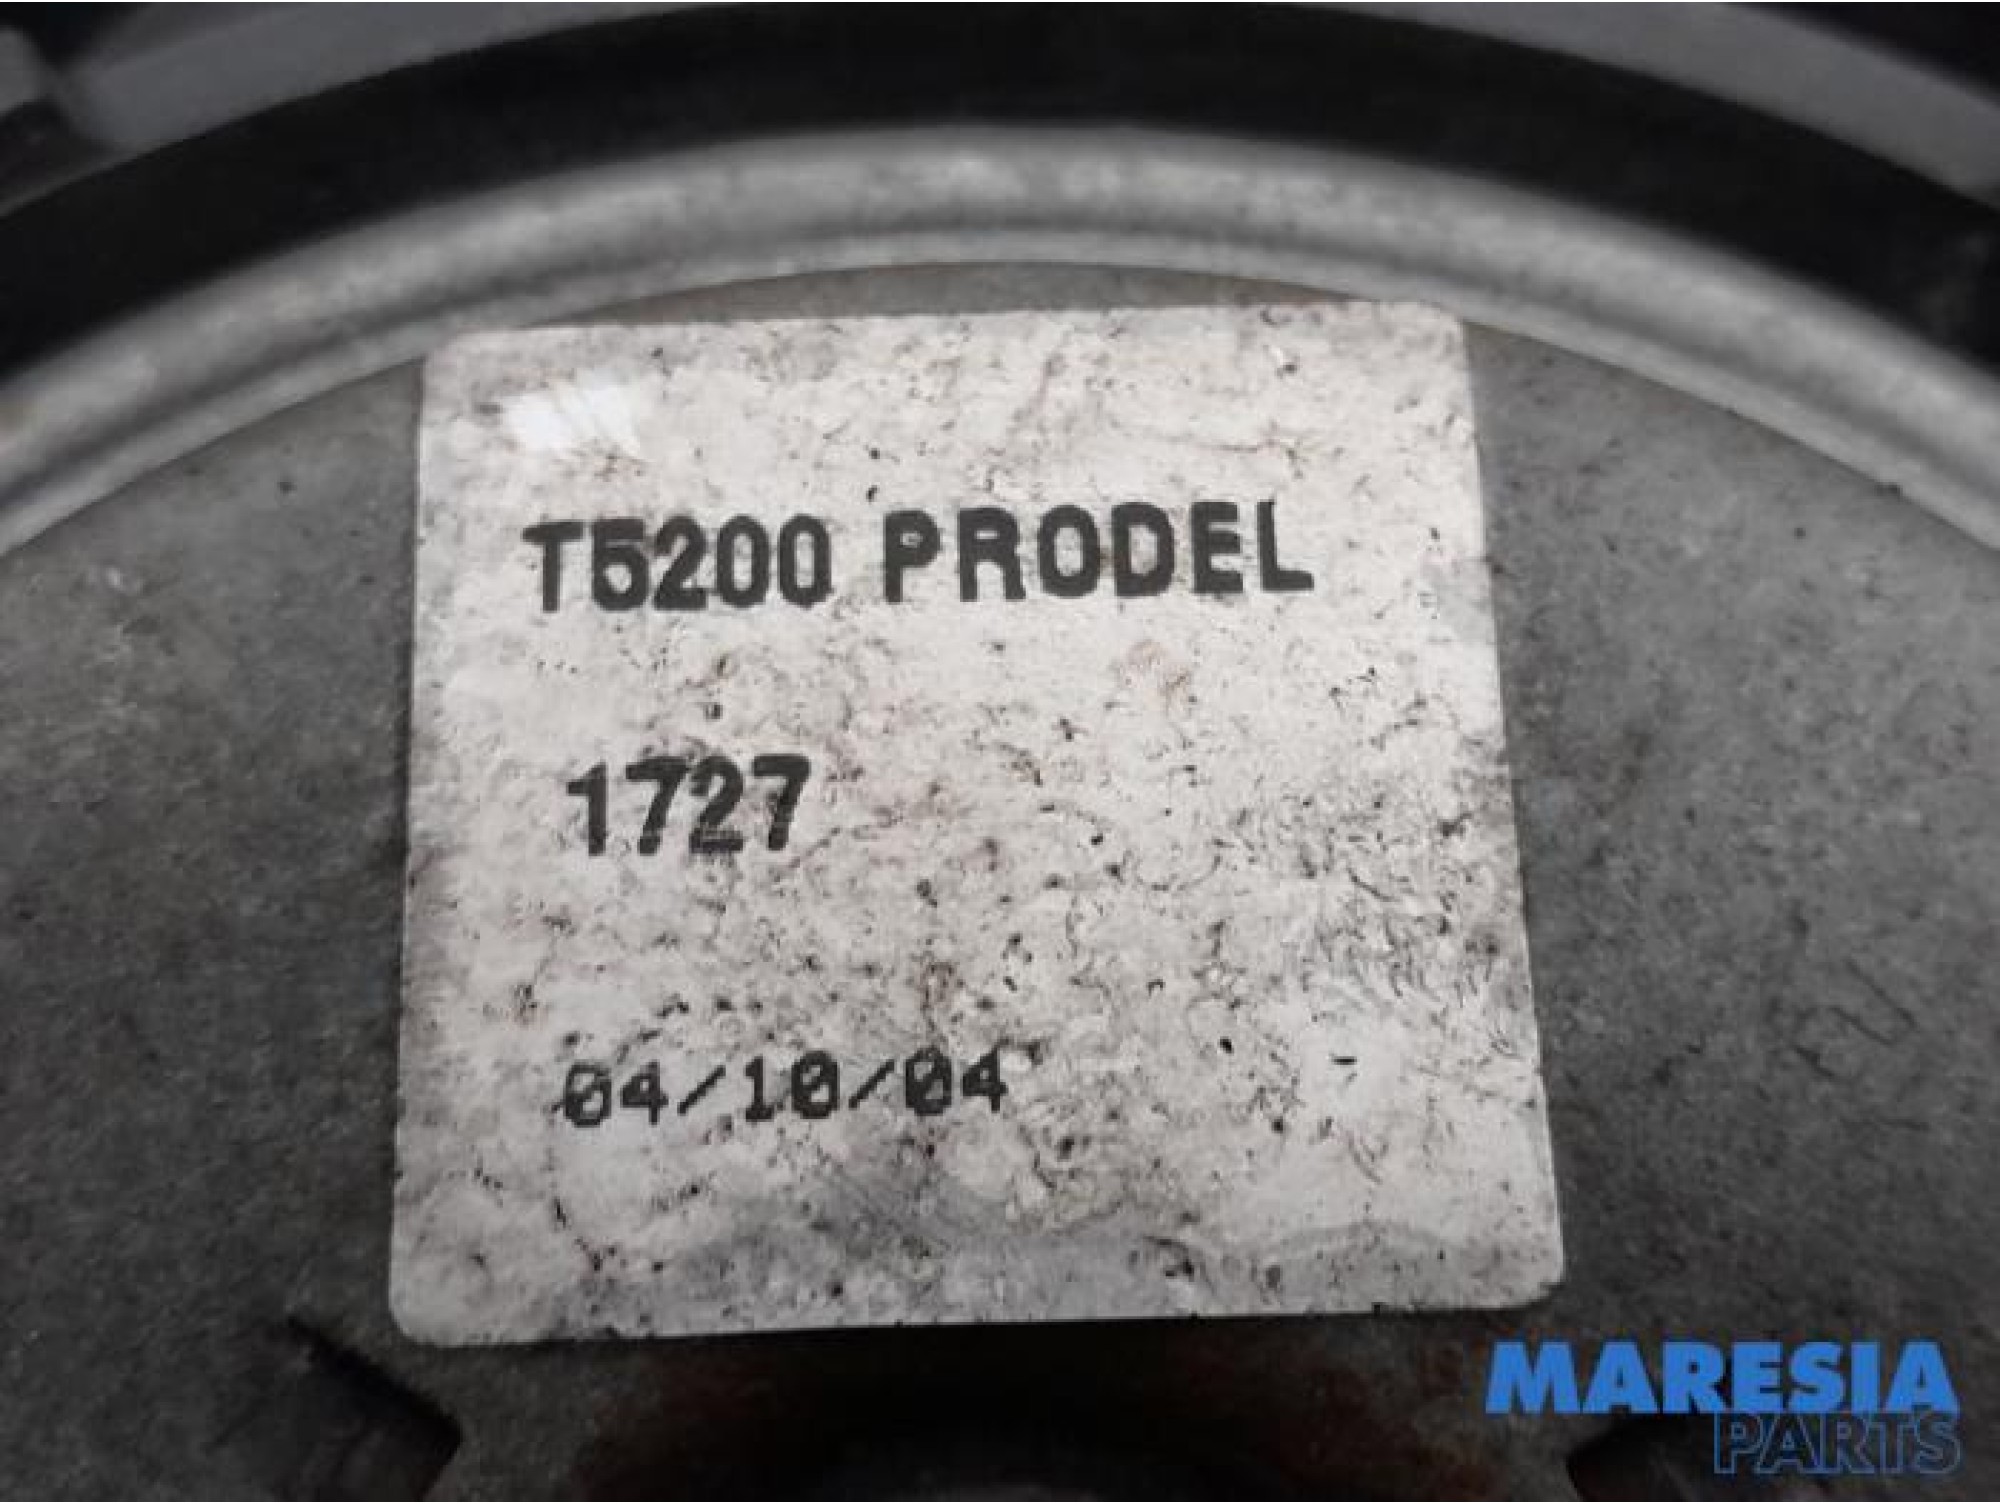 T5200 PRODEL
1727
04/10/04
MARESIA
PARTS